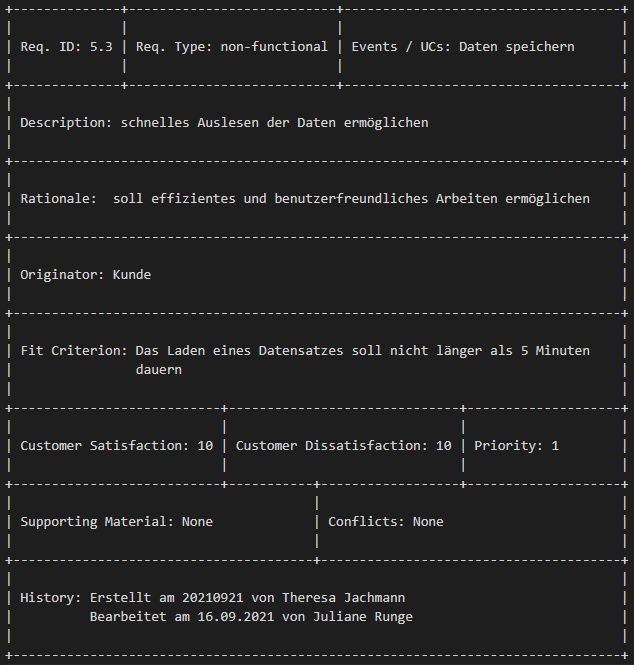 Req. ID: 5.3 | Req. Type: non-functional | Events / UCs: Daten speichern
Description: schnelles Auslesen der Daten ermöglichen
Rationale:  soll effizientes und benutzerfreundliches Arbeiten ermöglichen
Originator: Kunde
Fit Criterion: Das Laden eines Datensatzes soll nicht länger als 5 Minuten
dauern
Customer Satisfaction: 10 | Customer Dissatisfaction: 10 | Priority: 1
Supporting Material: None | Conflicts: None
History: Erstellt am 20210921 von Theresa Jachmann
Bearbeitet am 16.09.2021 von Juliane Runge